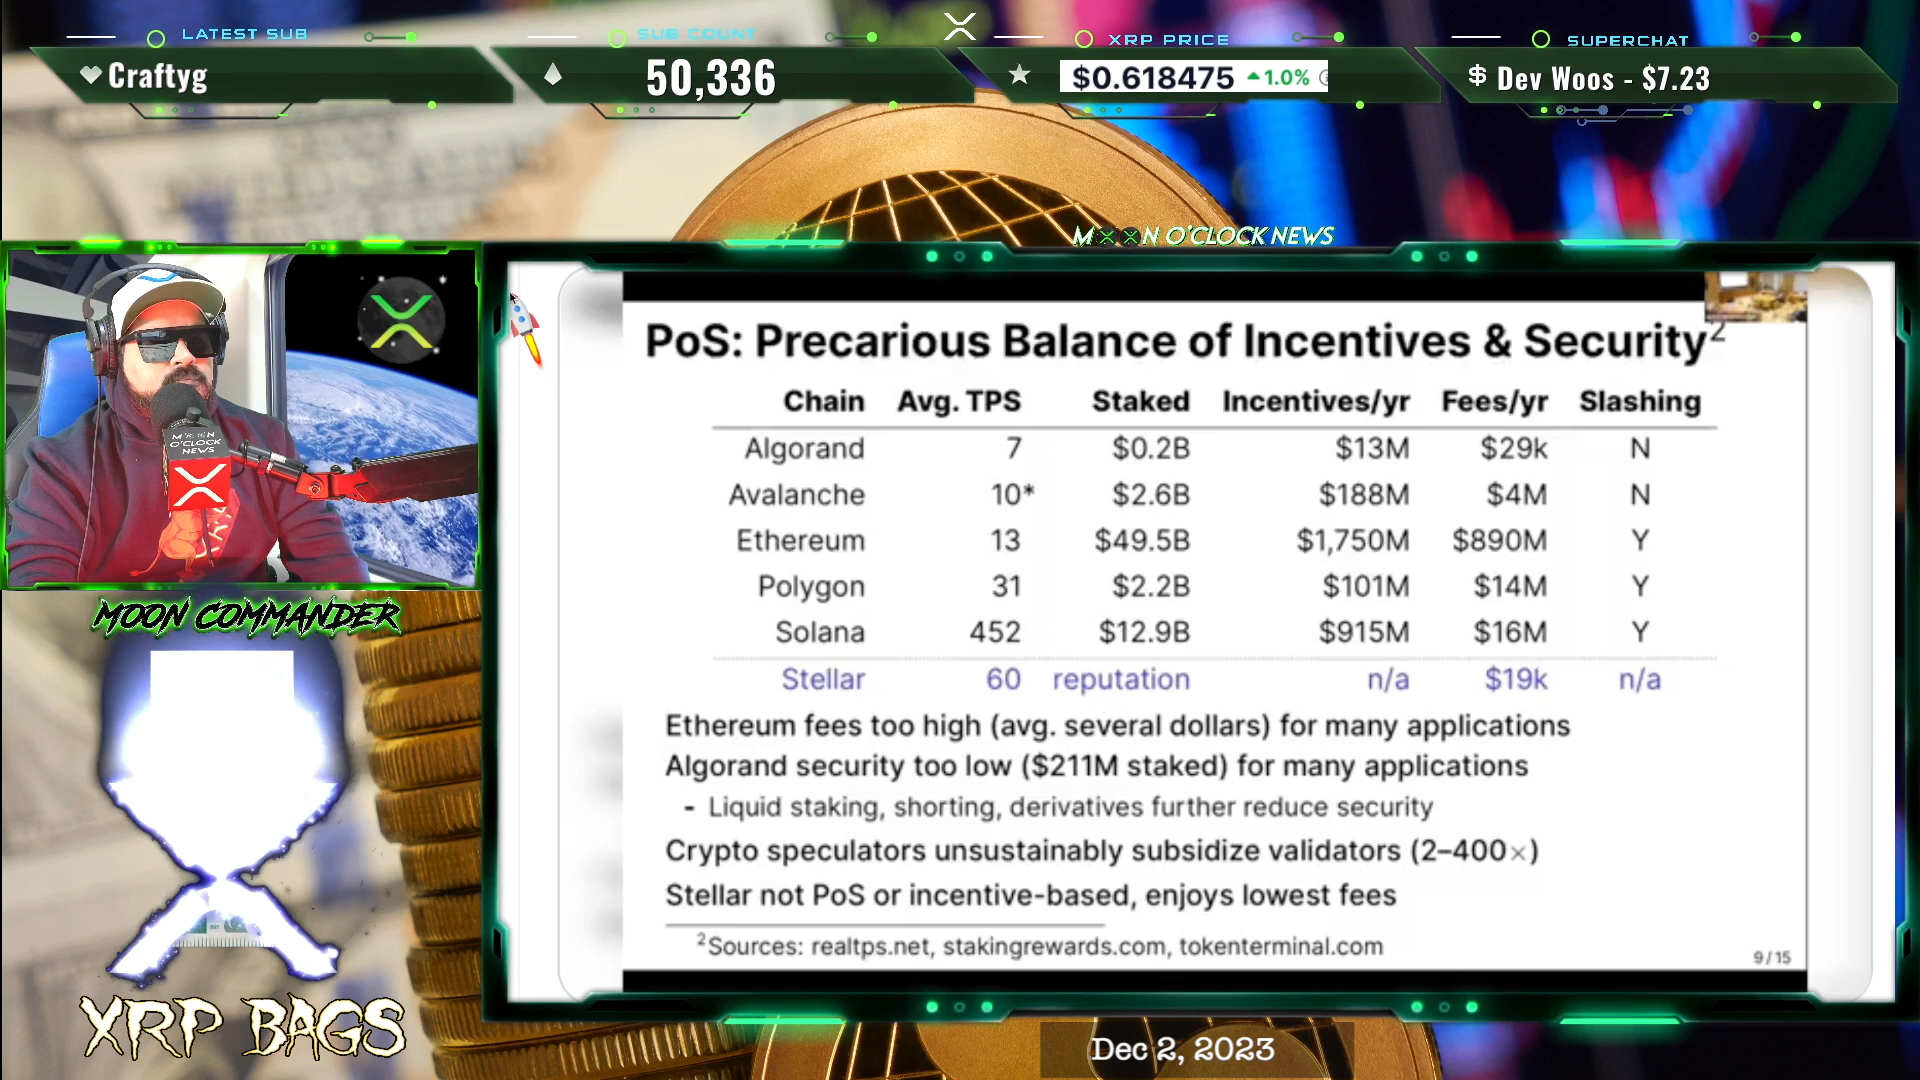 LATEST SUB
Craftyg
SUB COUNT
50,336
XRP PRICE
$0.618475 1.0%
SUPERCHAT
Dev Woos - $7.23
MXXN O'CLOCK NEWS
M XXN
O'CLOCK
NEWS
MOON COMMANDER
XRP BAGS
PoS: Precarious Balance of Incentives & Security2
Chain Avg. TPS Staked Incentives/yr Fees/yr Slashing
Algorand 7 $0.2B $13M $29k N
Avalanche 10* $2.6B $188M $4M N
Ethereum 13 $49.5B $1,750M $890M Y
Polygon 31 $2.2B $101M $14M Y
Solana 452 $12.9B $915M $16M Y
Stellar 60 reputation n/a $19k n/a
Ethereum fees too high (avg. several dollars) for many applications
Algorand security too low ($211M staked) for many applications
- Liquid staking, shorting, derivatives further reduce security
Crypto speculators unsustainably subsidize validators (2–400×)
Stellar not PoS or incentive-based, enjoys lowest fees
2Sources: realtps.net, stakingrewards.com, tokenterminal.com
9/15
Dec 2, 2023